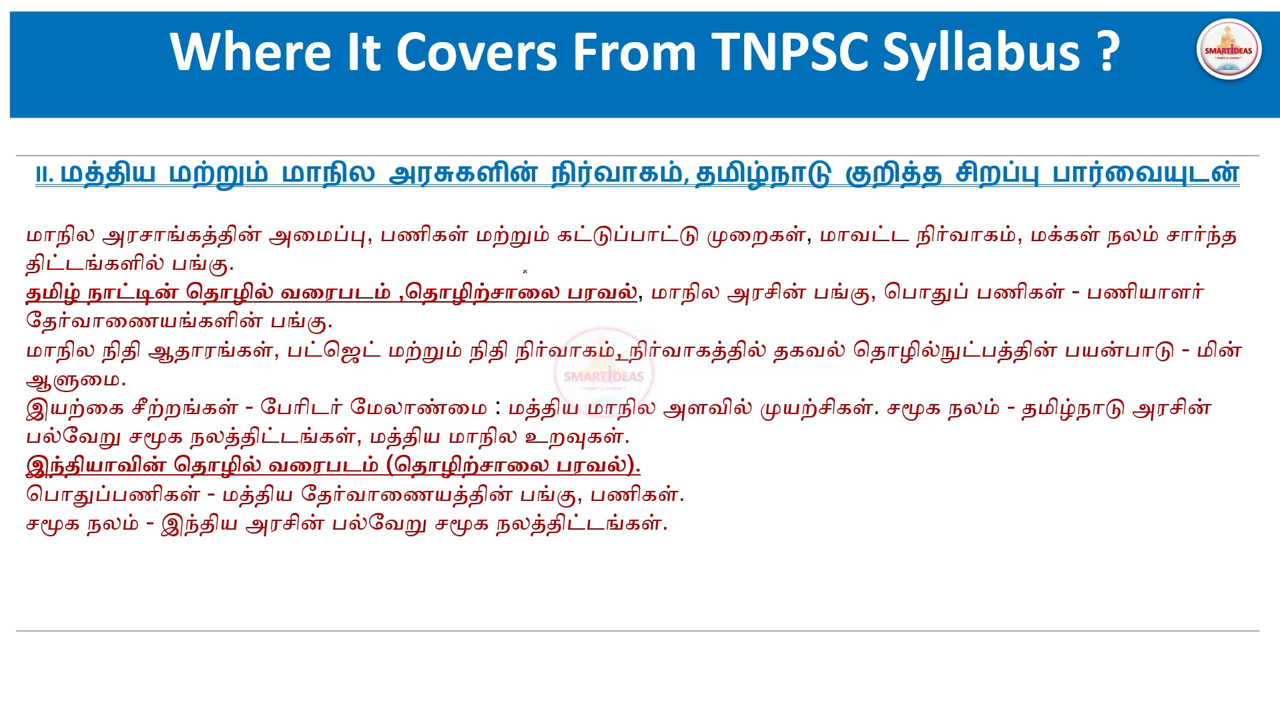 Where It Covers From TNPSC Syllabus ?
SMARTIDEAS
II. மத்திய மற்றும் மாநில அரசுகளின் நிர்வாகம், தமிழ்நாடு குறித்த சிறப்பு பார்வையுடன்
மாநில அரசாங்கத்தின் அமைப்பு, பணிகள் மற்றும் கட்டுப்பாட்டு முறைகள், மாவட்ட நிர்வாகம், மக்கள் நலம் சார்ந்த
திட்டங்களில் பங்கு.
தமிழ் நாட்டின் தொழில் வரைபடம் ,தொழிற்சாலை பரவல், மாநில அரசின் பங்கு, பொதுப் பணிகள் - பணியாளர்
தேர்வாணையங்களின் பங்கு.
மாநில நிதி ஆதாரங்கள், பட்ஜெட் மற்றும் நிதி நிர்வாகம், நிர்வாகத்தில் தகவல் தொழில்நுட்பத்தின் பயன்பாடு - மின்
ஆளுமை.
SMARTIDEAS
இயற்கை சீற்றங்கள் - பேரிடர் மேலாண்மை : மத்திய மாநில அளவில் முயற்சிகள். சமூக நலம் - தமிழ்நாடு அரசின்
பல்வேறு சமூக நலத்திட்டங்கள், மத்திய மாநில உறவுகள்.
இந்தியாவின் தொழில் வரைபடம் (தொழிற்சாலை பரவல்).
பொதுப்பணிகள் - மத்திய தேர்வாணையத்தின் பங்கு, பணிகள்.
சமூக நலம் - இந்திய அரசின் பல்வேறு சமூக நலத்திட்டங்கள்.